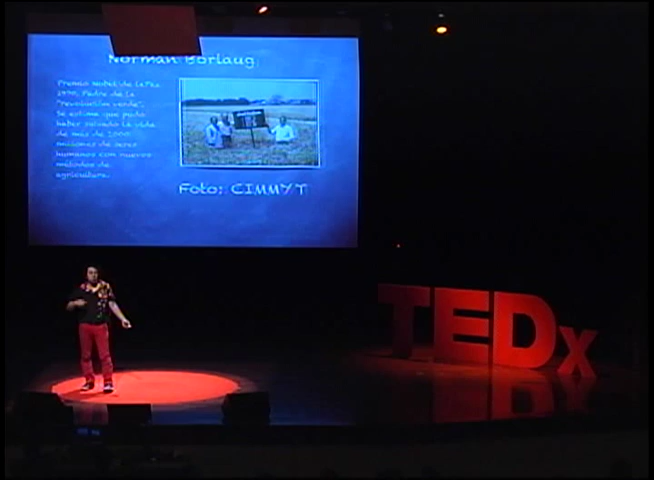 Norman Borlaug
Premio Nobel de la Paz
1970. Padre de la
"revolución verde".
Se estima que pudo
haber salvado la vida
de más de 1000
millones de seres
humanos con nuevos
métodos de
agricultura.
Foto: CIMMYT
TEDx